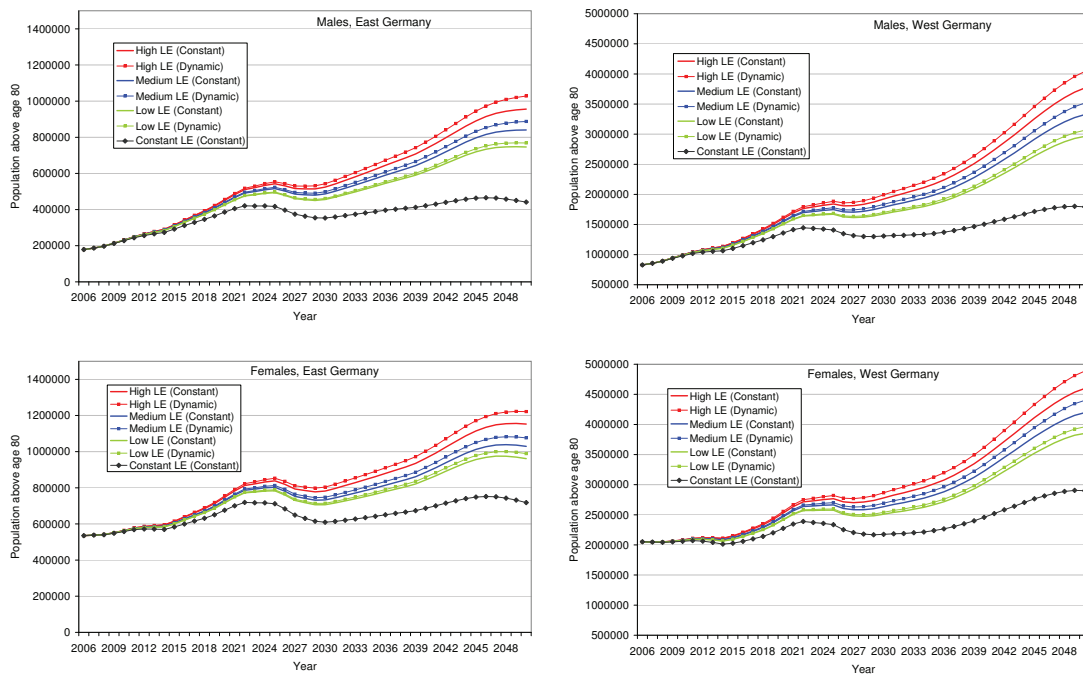 Males, East Germany
Population above age 80
1400000
1200000
1000000
800000
600000
400000
200000
0
High LE (Constant)
High LE (Dynamic)
Medium LE (Constant)
Medium LE (Dynamic)
Low LE (Constant)
Low LE (Dynamic)
Constant LE (Constant)
2006 2009 2012 2015 2018 2021 2024 2027 2030 2033 2036 2039 2042 2045 2048
Year
Males, West Germany
Population above age 80
5000000
4500000
4000000
3500000
3000000
2500000
2000000
1500000
1000000
500000
High LE (Constant)
High LE (Dynamic)
Medium LE (Constant)
Medium LE (Dynamic)
Low LE (Constant)
Low LE (Dynamic)
Constant LE (Constant)
2006 2009 2012 2015 2018 2021 2024 2027 2030 2033 2036 2039 2042 2045 2048
Year
Females, East Germany
Population above age 80
1400000
1200000
1000000
800000
600000
400000
200000
0
High LE (Constant)
High LE (Dynamic)
Medium LE (Constant)
Medium LE (Dynamic)
Low LE (Constant)
Low LE (Dynamic)
Constant LE (Constant)
2006 2009 2012 2015 2018 2021 2024 2027 2030 2033 2036 2039 2042 2045 2048
Year
Females, West Germany
Population above age 80
5000000
4500000
4000000
3500000
3000000
2500000
2000000
1500000
1000000
500000
High LE (Constant)
High LE (Dynamic)
Medium LE (Constant)
Medium LE (Dynamic)
Low LE (Constant)
Low LE (Dynamic)
Constant LE (Constant)
2006 2009 2012 2015 2018 2021 2024 2027 2030 2033 2036 2039 2042 2045 2048
Year